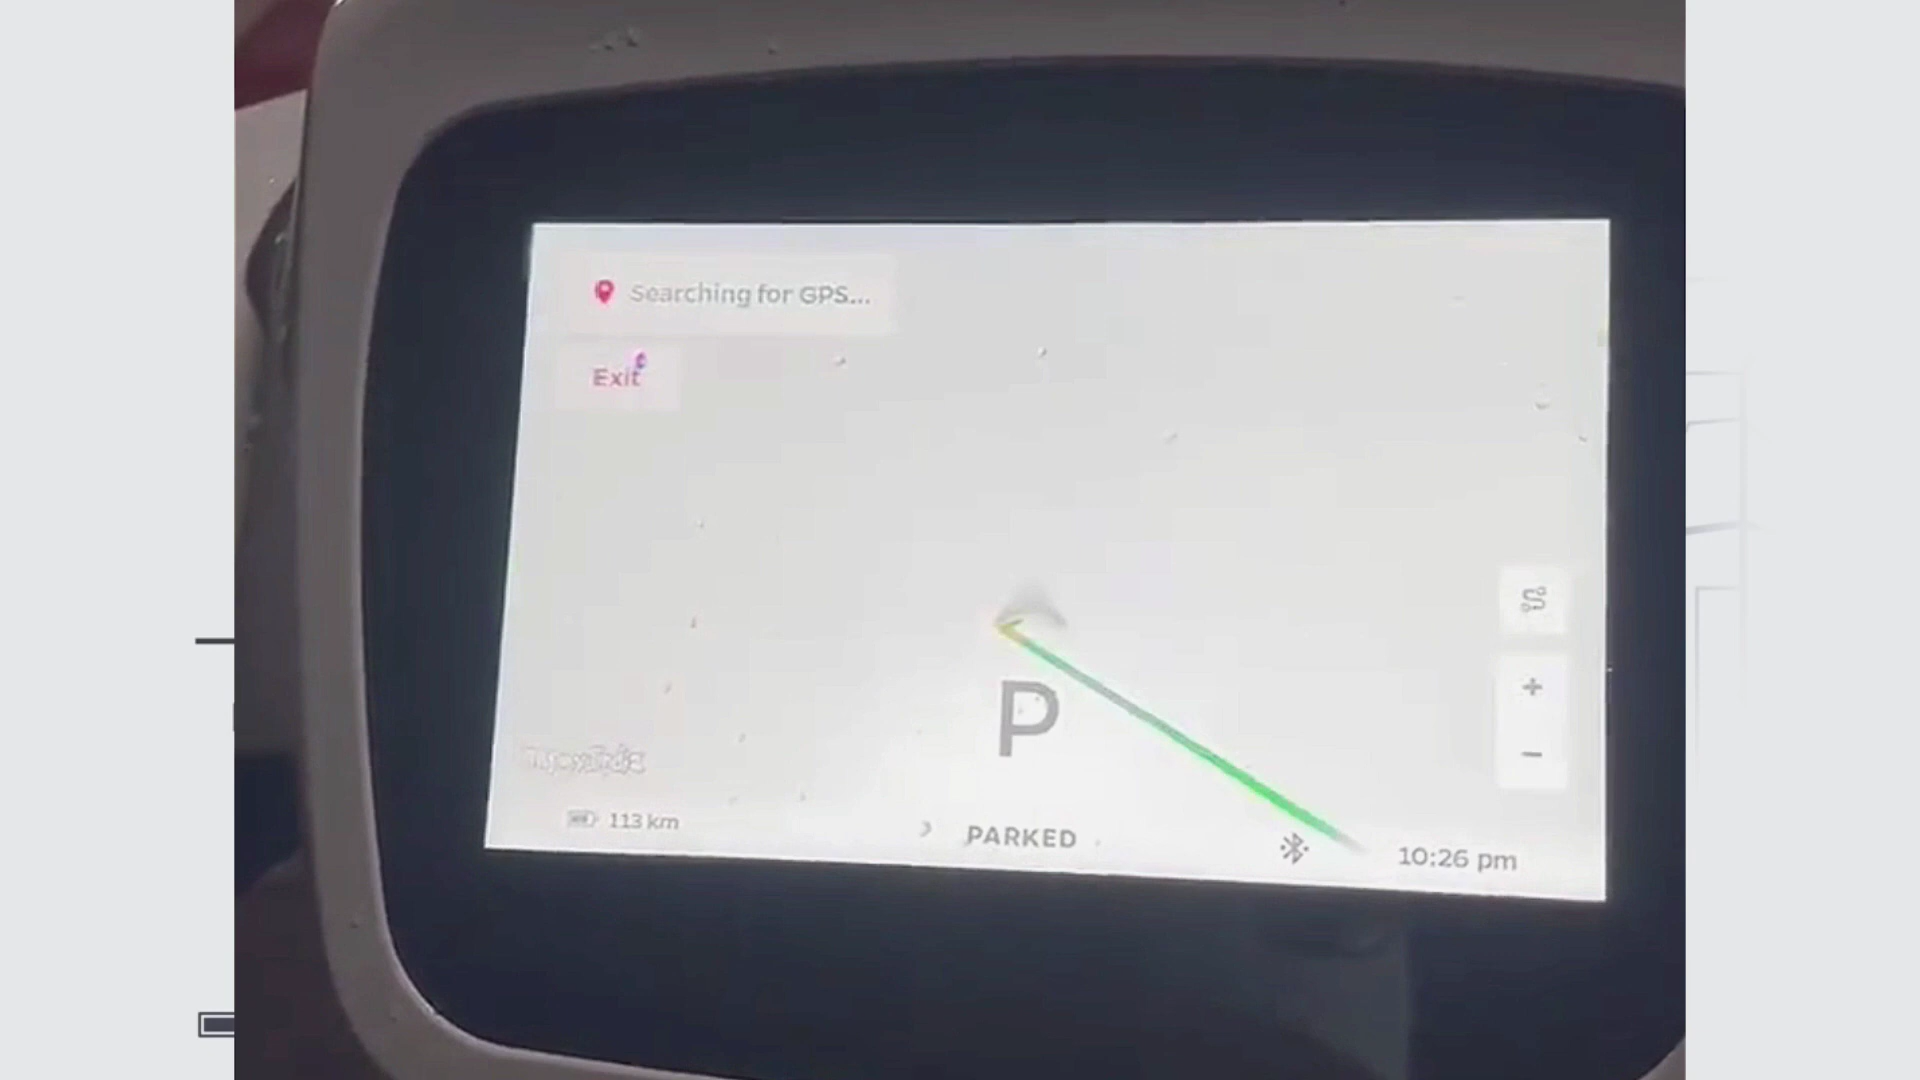 Searching for GPS...
Exit
P
113 km
PARKED
10:26 pm